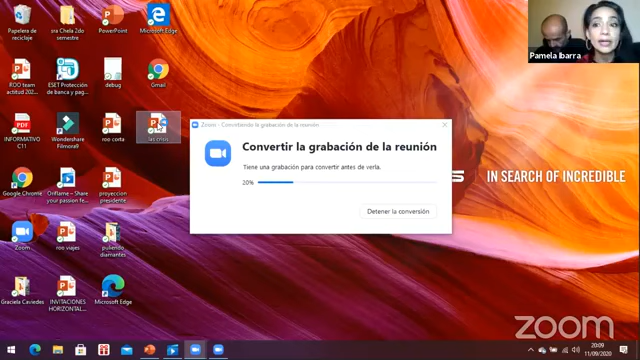 Papelera de
reciclaje
sra Chela 2do
semestre
PowerPoint
Microsoft Edge
RDO team
actitud 202...
ESET Protección
de banca y pag...
debug
Gmail
INFORMATIVO
C11
Wondershare
Filmora9
roo corta
las crisis
Google Chrome
Oriflame – Share
your passion fe...
proyeccion
presidente
Zoom
roo viajes
puliendo
diamantes
Graciela Caviedes
INVITACIONES
HORIZONTAL...
Microsoft Edge
Zoom - Convirtiendo la grabación de la reunión
Convertir la grabación de la reunión
Tiene una grabación para convertir antes de verla.
20%
Detener la conversión
S IN SEARCH OF INCREDIBLE
Pamela Ibarra
zoom
20:09
11/09/2020